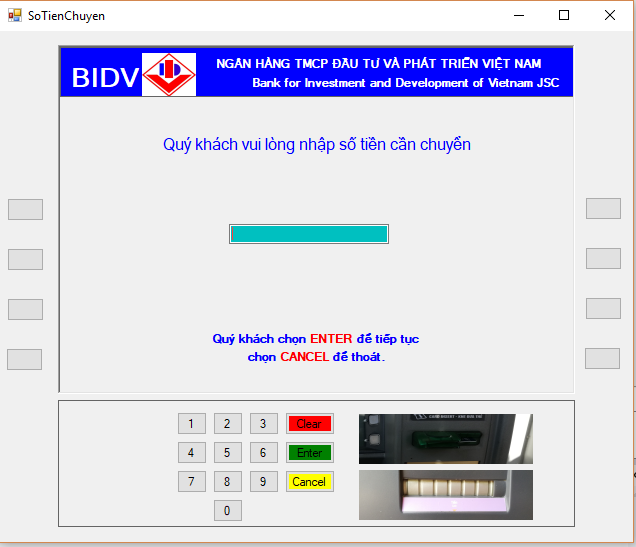 SoTienChuyen
BIDV
NGÂN HÀNG TMCP ĐẦU TƯ VÀ PHÁT TRIỂN VIỆT NAM
Bank for Investment and Development of Vietnam JSC
Quý khách vui lòng nhập số tiền cần chuyển
Quý khách chọn ENTER để tiếp tục
chọn CANCEL để thoát.
1 2 3 Clear
4 5 6 Enter
7 8 9 Cancel
0